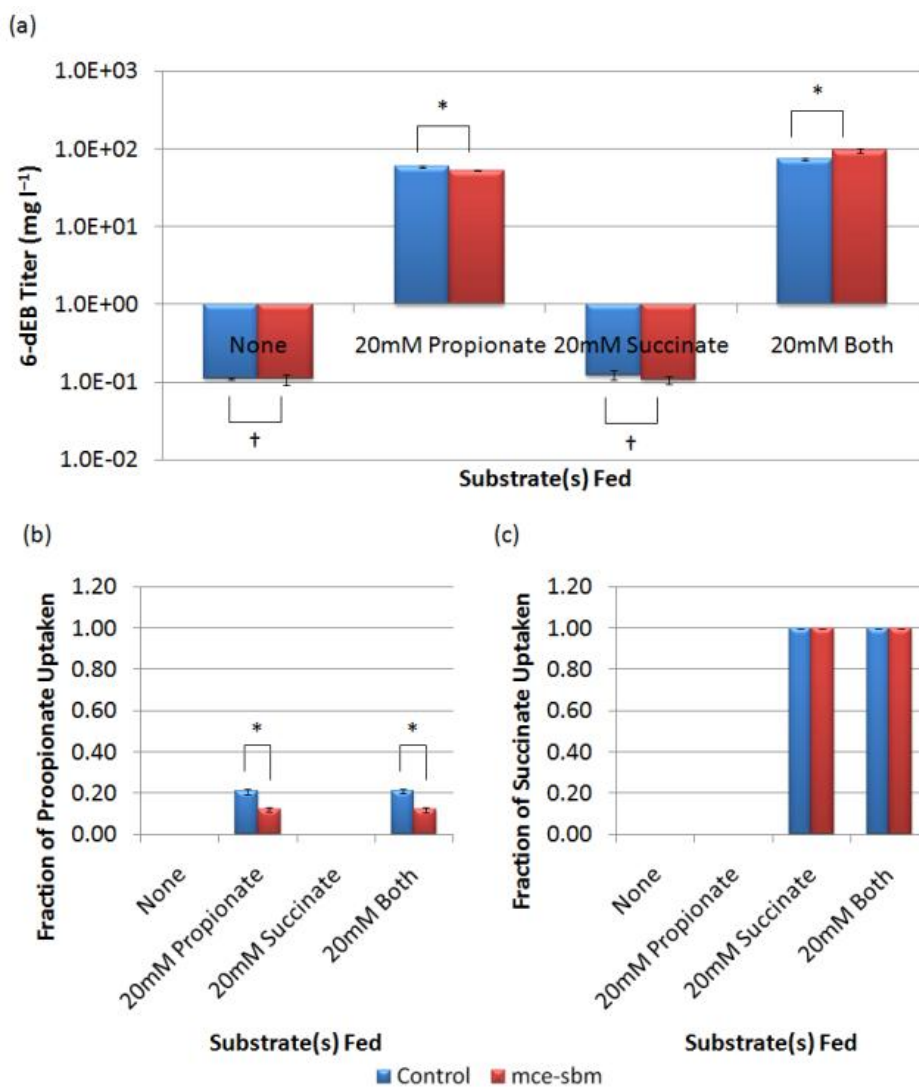 (a)
1.0E+03
1.0E+02
1.0E+01
1.0E+00
1.0E-01
1.0E-02
6-dEB Titer (mg l⁻¹)
* *
None 20mM Propionate 20mM Succinate 20mM Both
† †
Substrate(s) Fed
(b)
1.20
1.00
0.80
0.60
0.40
0.20
0.00
Fraction of Proopionate Uptaken
* *
None 20mM Propionate 20mM Succinate 20mM Both
Substrate(s) Fed
(c)
1.20
1.00
0.80
0.60
0.40
0.20
0.00
Fraction of Succinate Uptaken
None 20mM Propionate 20mM Succinate 20mM Both
Substrate(s) Fed
Control mce-sbm